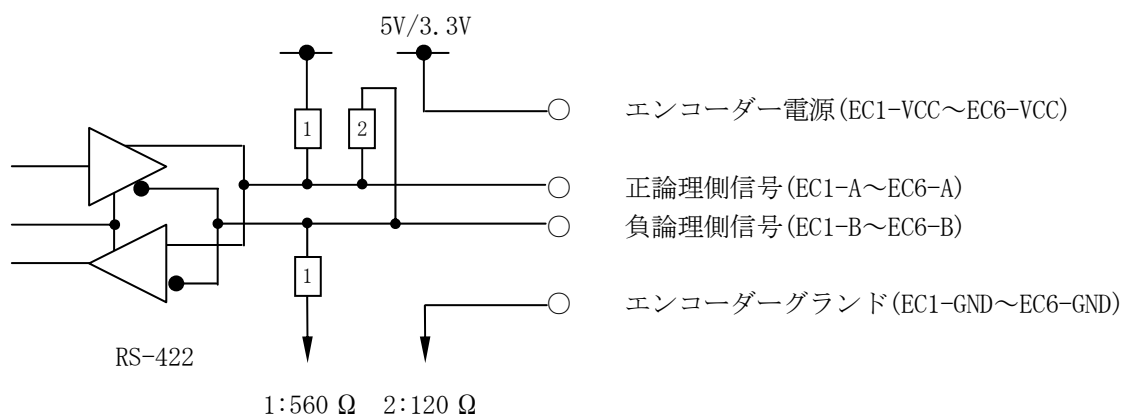 5V/3.3V
エンコーダー電源(EC1-VCC～EC6-VCC)
1
2
正論理側信号(EC1-A～EC6-A)
負論理側信号(EC1-B～EC6-B)
1
エンコーダーグランド(EC1-GND～EC6-GND)
RS-422
1:560 Ω 2:120 Ω